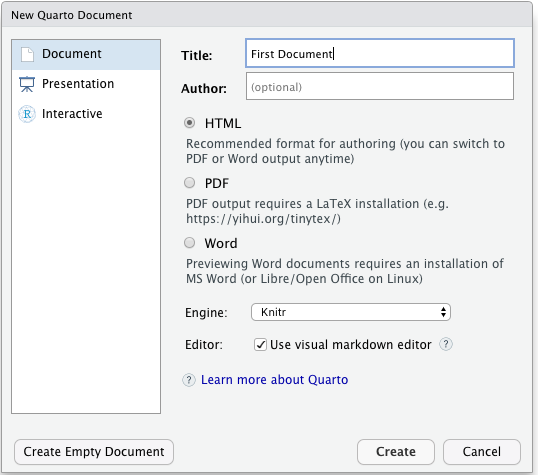 New Quarto Document
Document
Presentation
R Interactive
Title: First Document
Author: (optional)
HTML
Recommended format for authoring (you can switch to
PDF or Word output anytime)
PDF
PDF output requires a LaTeX installation (e.g.
https://yihui.org/tinytex/)
Word
Previewing Word documents requires an installation of
MS Word (or Libre/Open Office on Linux)
Engine: Knitr
Editor: Use visual markdown editor ?
? Learn more about Quarto
Create Empty Document Create Cancel